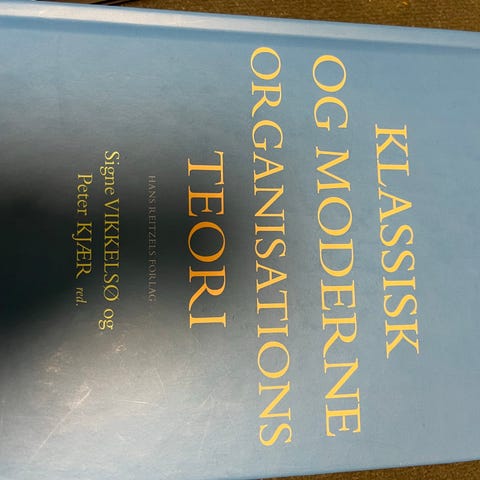 KLASSISK
OG MODERNE
ORGANISATIONS
TEORI
HANS REITZELS FORLAG
Signe VIKKELSØ og
Peter KJÆR red.